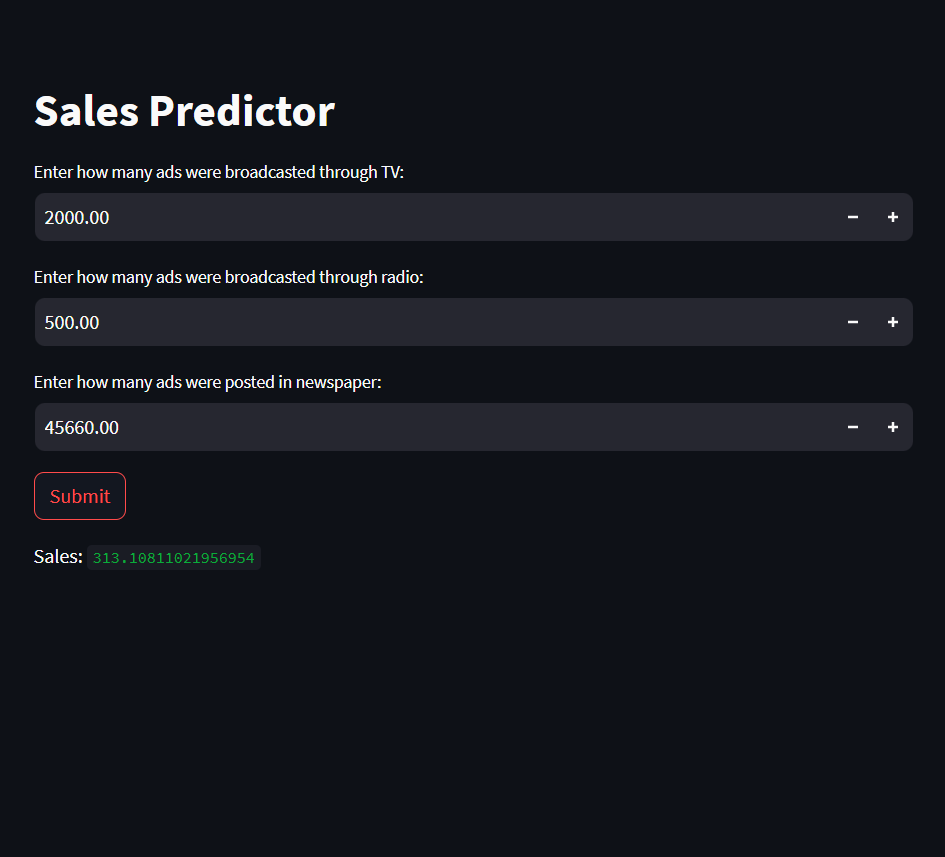 Sales Predictor
Enter how many ads were broadcasted through TV:
2000.00
Enter how many ads were broadcasted through radio:
500.00
Enter how many ads were posted in newspaper:
45660.00
Submit
Sales: 313.10811021956954